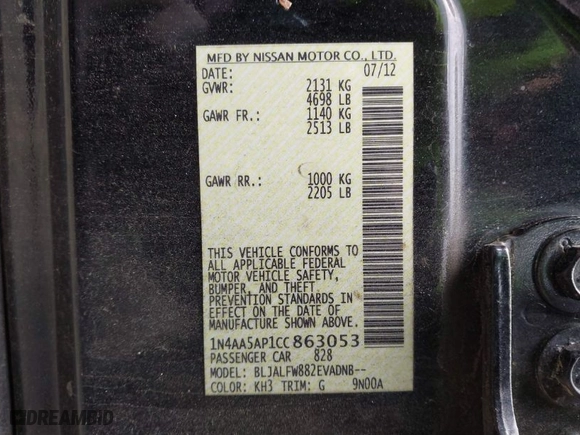 MFD BY NISSAN MOTOR CO., LTD.
DATE: 07/12
GVWR: 2131 KG
4698 LB
GAWR FR.: 1140 KG
2513 LB
GAWR RR.: 1000 KG
2205 LB
THIS VEHICLE CONFORMS TO
ALL APPLICABLE FEDERAL
MOTOR VEHICLE SAFETY,
BUMPER, AND THEFT
PREVENTION STANDARDS IN
EFFECT ON THE DATE OF
MANUFACTURE SHOWN ABOVE.
1N4AA5AP1CC863053
PASSENGER CAR 828
MODEL: BLJALFW882EVADNB--
COLOR: KH3 TRIM: G 9N00A
DREAMBID